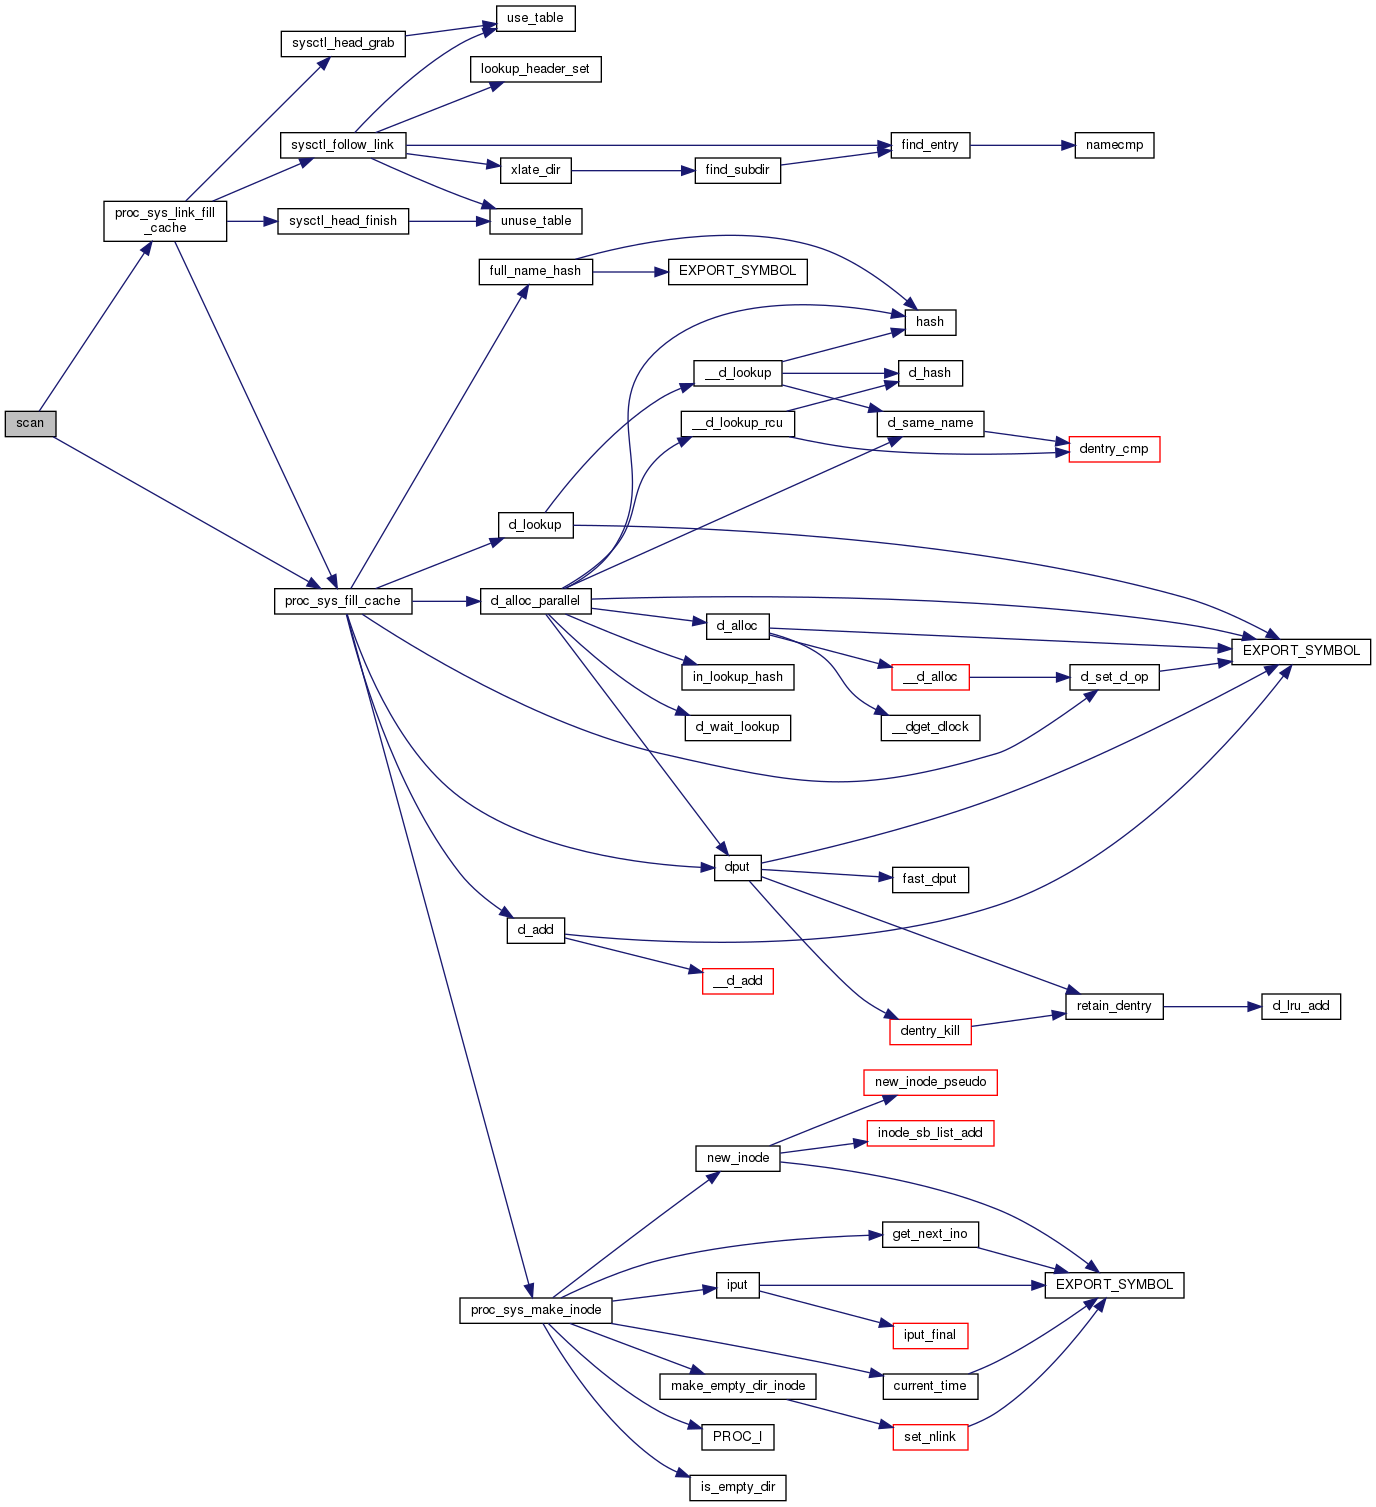 use_table
sysctl_head_grab
lookup_header_set
sysctl_follow_link
find_entry
namecmp
xlate_dir
find_subdir
proc_sys_link_fill
_cache
sysctl_head_finish
unuse_table
full_name_hash
EXPORT_SYMBOL
hash
__d_lookup
d_hash
scan
__d_lookup_rcu
d_same_name
dentry_cmp
d_lookup
proc_sys_fill_cache
d_alloc_parallel
d_alloc
EXPORT_SYMBOL
in_lookup_hash
__d_alloc
d_set_d_op
d_wait_lookup
__dget_dlock
dput
fast_dput
d_add
__d_add
retain_dentry
d_lru_add
dentry_kill
new_inode_pseudo
inode_sb_list_add
new_inode
get_next_ino
iput
EXPORT_SYMBOL
proc_sys_make_inode
iput_final
make_empty_dir_inode
current_time
PROC_I
set_nlink
is_empty_dir